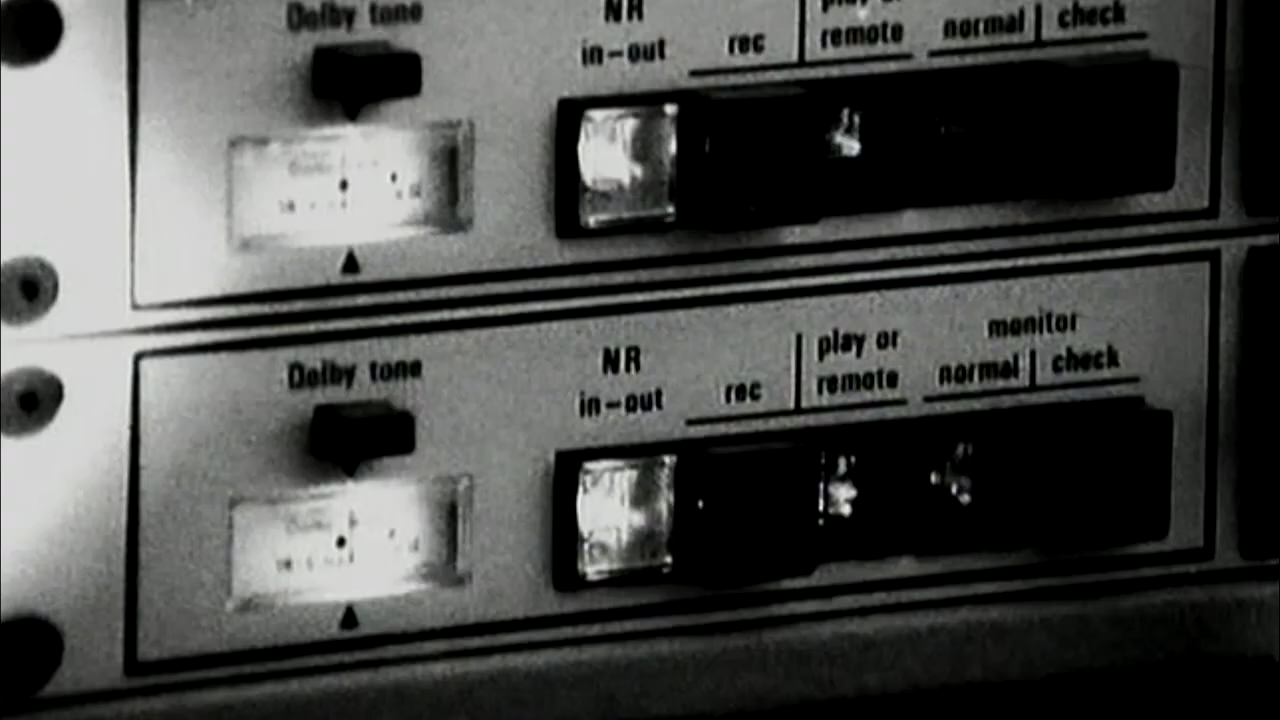 Dolby tone
NR
in-out
rec
play or
remote
normal
check
Dolby tone
NR
in-out
rec
play or
remote
monitor
normal
check